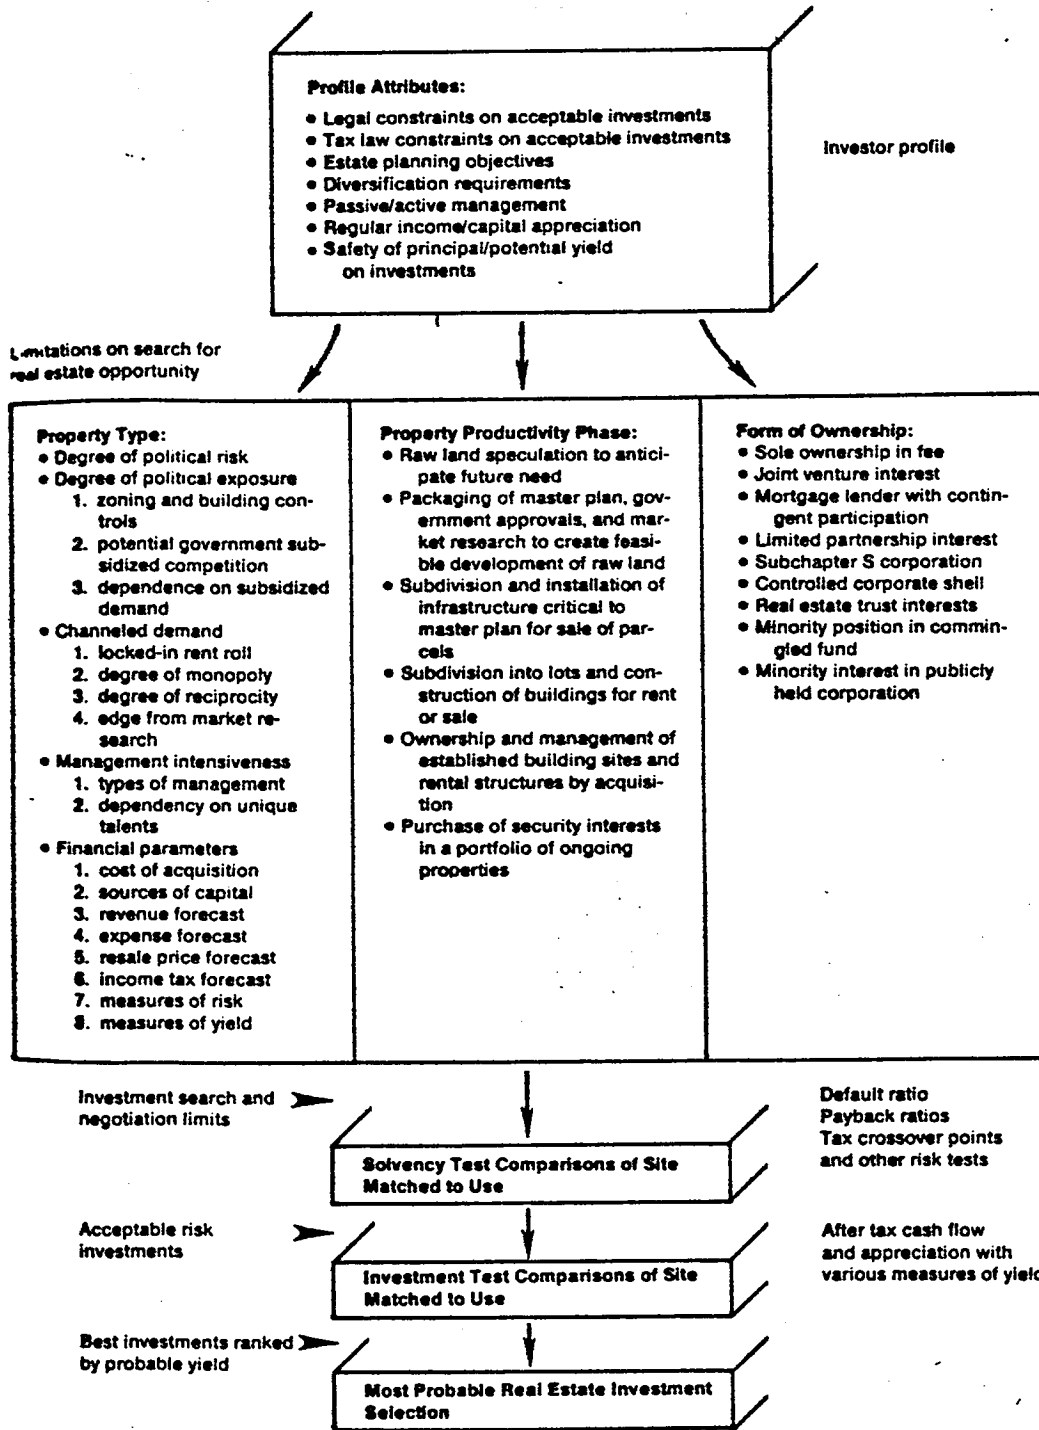 Profile Attributes:
• Legal constraints on acceptable investments
• Tax law constraints on acceptable investments
• Estate planning objectives
• Diversification requirements
• Passive/active management
• Regular income/capital appreciation
• Safety of principal/potential yield
on investments
Investor profile
Limitations on search for
real estate opportunity
Property Type:
• Degree of political risk
• Degree of political exposure
1. zoning and building con-
trols
2. potential government sub-
sidized competition
3. dependence on subsidized
demand
• Channeled demand
1. locked-in rent roll
2. degree of monopoly
3. degree of reciprocity
4. edge from market re-
search
• Management intensiveness
1. types of management
2. dependency on unique
talents
• Financial parameters
1. cost of acquisition
2. sources of capital
3. revenue forecast
4. expense forecast
5. resale price forecast
6. income tax forecast
7. measures of risk
8. measures of yield
Property Productivity Phase:
• Raw land speculation to antici-
pate future need
• Packaging of master plan, gov-
ernment approvals, and mar-
ket research to create feasi-
ble development of raw land
• Subdivision and installation of
infrastructure critical to
master plan for sale of par-
cels
• Subdivision into lots and con-
struction of buildings for rent
or sale
• Ownership and management of
established building sites and
rental structures by acquisi-
tion
• Purchase of security interests
in a portfolio of ongoing
properties
Form of Ownership:
• Sole ownership in fee
• Joint venture interest
• Mortgage lender with contin-
gent participation
• Limited partnership interest
• Subchapter S corporation
• Controlled corporate shell
• Real estate trust interests
• Minority position in commin-
gled fund
• Minority interest in publicly
held corporation
Investment search and
negotiation limits
Default ratio
Payback ratios
Tax crossover points
and other risk tests
Solvency Test Comparisons of Site
Matched to Use
Acceptable risk
investments
After tax cash flow
and appreciation with
various measures of yield
Investment Test Comparisons of Site
Matched to Use
Best investments ranked
by probable yield
Most Probable Real Estate Investment
Selection